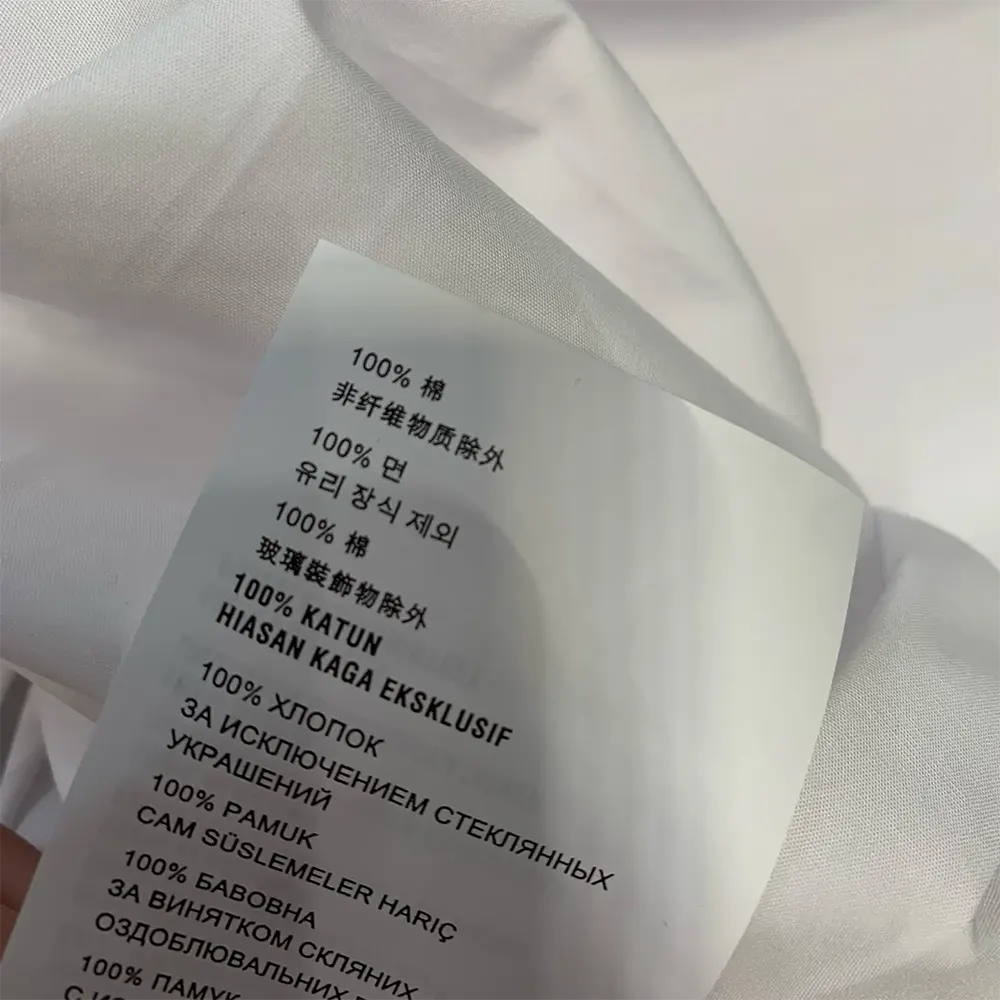 100% 棉
非纤维物质除外
100% 면
유리 장식 제외
100% 棉
玻璃裝飾物除外
100% KATUN
HIASAN KAGA EKSKLUSIF
100% ХЛОПОК
ЗА ИСКЛЮЧЕНИЕМ СТЕКЛЯННЫХ
УКРАШЕНИЙ
100% PAMUK
CAM SÜSLEMELER HARIÇ
100% БАВОВНА
ЗА ВИНЯТКОМ СКЛЯНИХ
ОЗДОБЛЮВАЛЬНИХ
100% ПАМУК